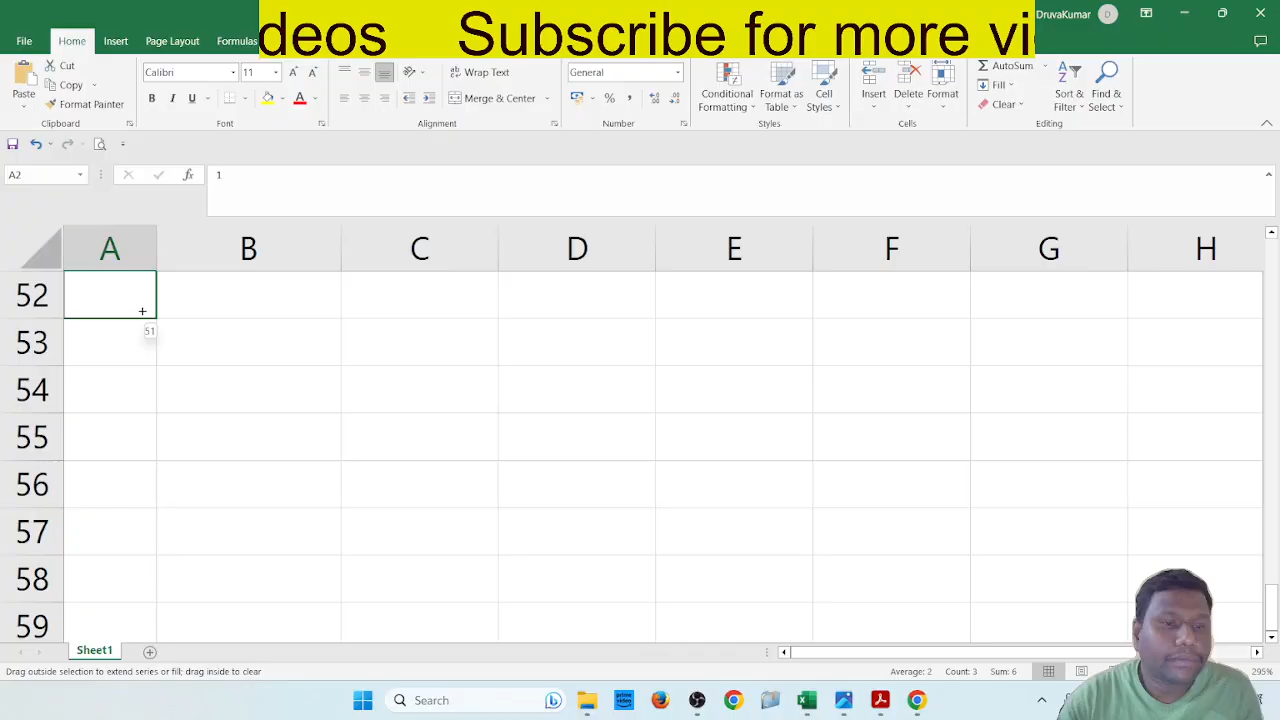 deos Subscribe for more vi
DruvaKumar D
File Home Insert Page Layout Formulas
Cut
Copy
Format Painter
Paste
Clipboard
Calibri 11
B I U
Font
Wrap Text
Merge & Center
Alignment
General
Number
Conditional Formatting
Format as Table
Cell Styles
Styles
Insert Delete Format
Cells
AutoSum
Fill
Clear
Sort & Filter
Find & Select
Editing
A2 fx 1
A B C D E F G H
52
51
53
54
55
56
57
58
59
Sheet1
Drag outside selection to extend series or fill; drag inside to clear Average: 2 Count: 3 Sum: 6 295%
Search